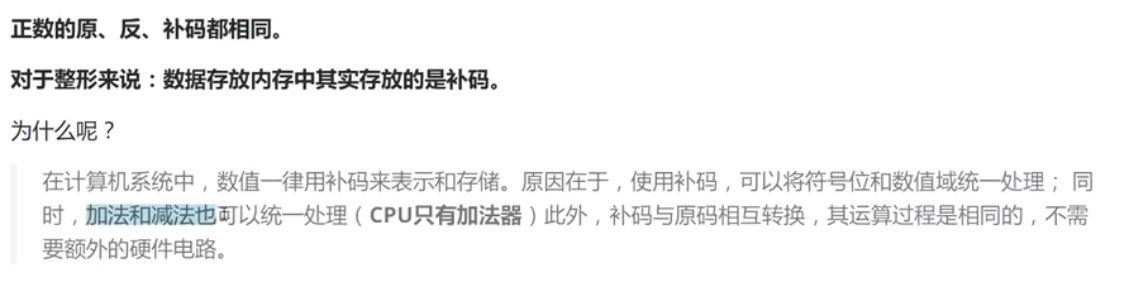 正数的原、反、补码都相同。
对于整形来说：数据存放内存中其实存放的是补码。
为什么呢？
在计算机系统中，数值一律用补码来表示和存储。原因在于，使用补码，可以将符号位和数值域统一处理； 同
时，加法和减法也可以统一处理（CPU只有加法器）此外，补码与原码相互转换，其运算过程是相同的，不需
要额外的硬件电路。